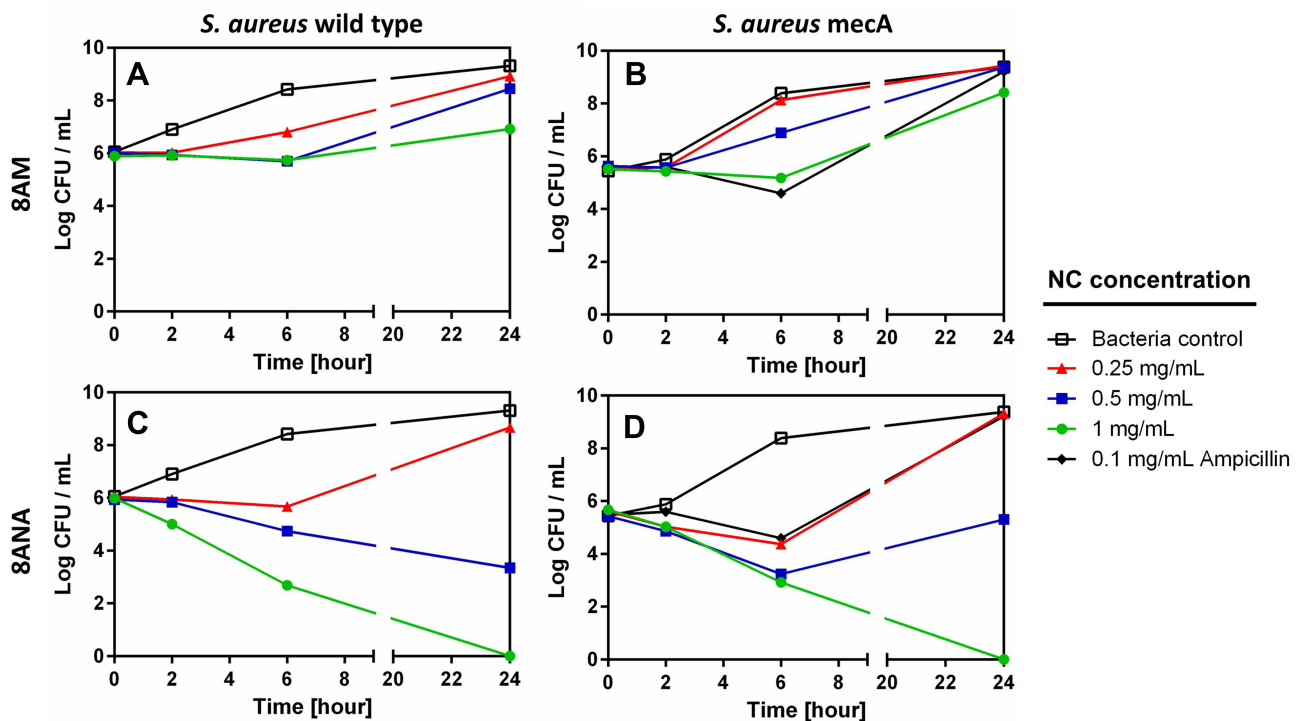 S. aureus wild type
S. aureus mecA
8AM
A
Log CFU / mL
10
8
6
4
2
0
0 2 4 6 8 20 22 24
Time [hour]
B
Log CFU / mL
10
8
6
4
2
0
0 2 4 6 8 20 22 24
Time [hour]
8ANA
C
Log CFU / mL
10
8
6
4
2
0
0 2 4 6 8 20 22 24
Time [hour]
D
Log CFU / mL
10
8
6
4
2
0
0 2 4 6 8 20 22 24
Time [hour]
NC concentration
Bacteria control
0.25 mg/mL
0.5 mg/mL
1 mg/mL
0.1 mg/mL Ampicillin